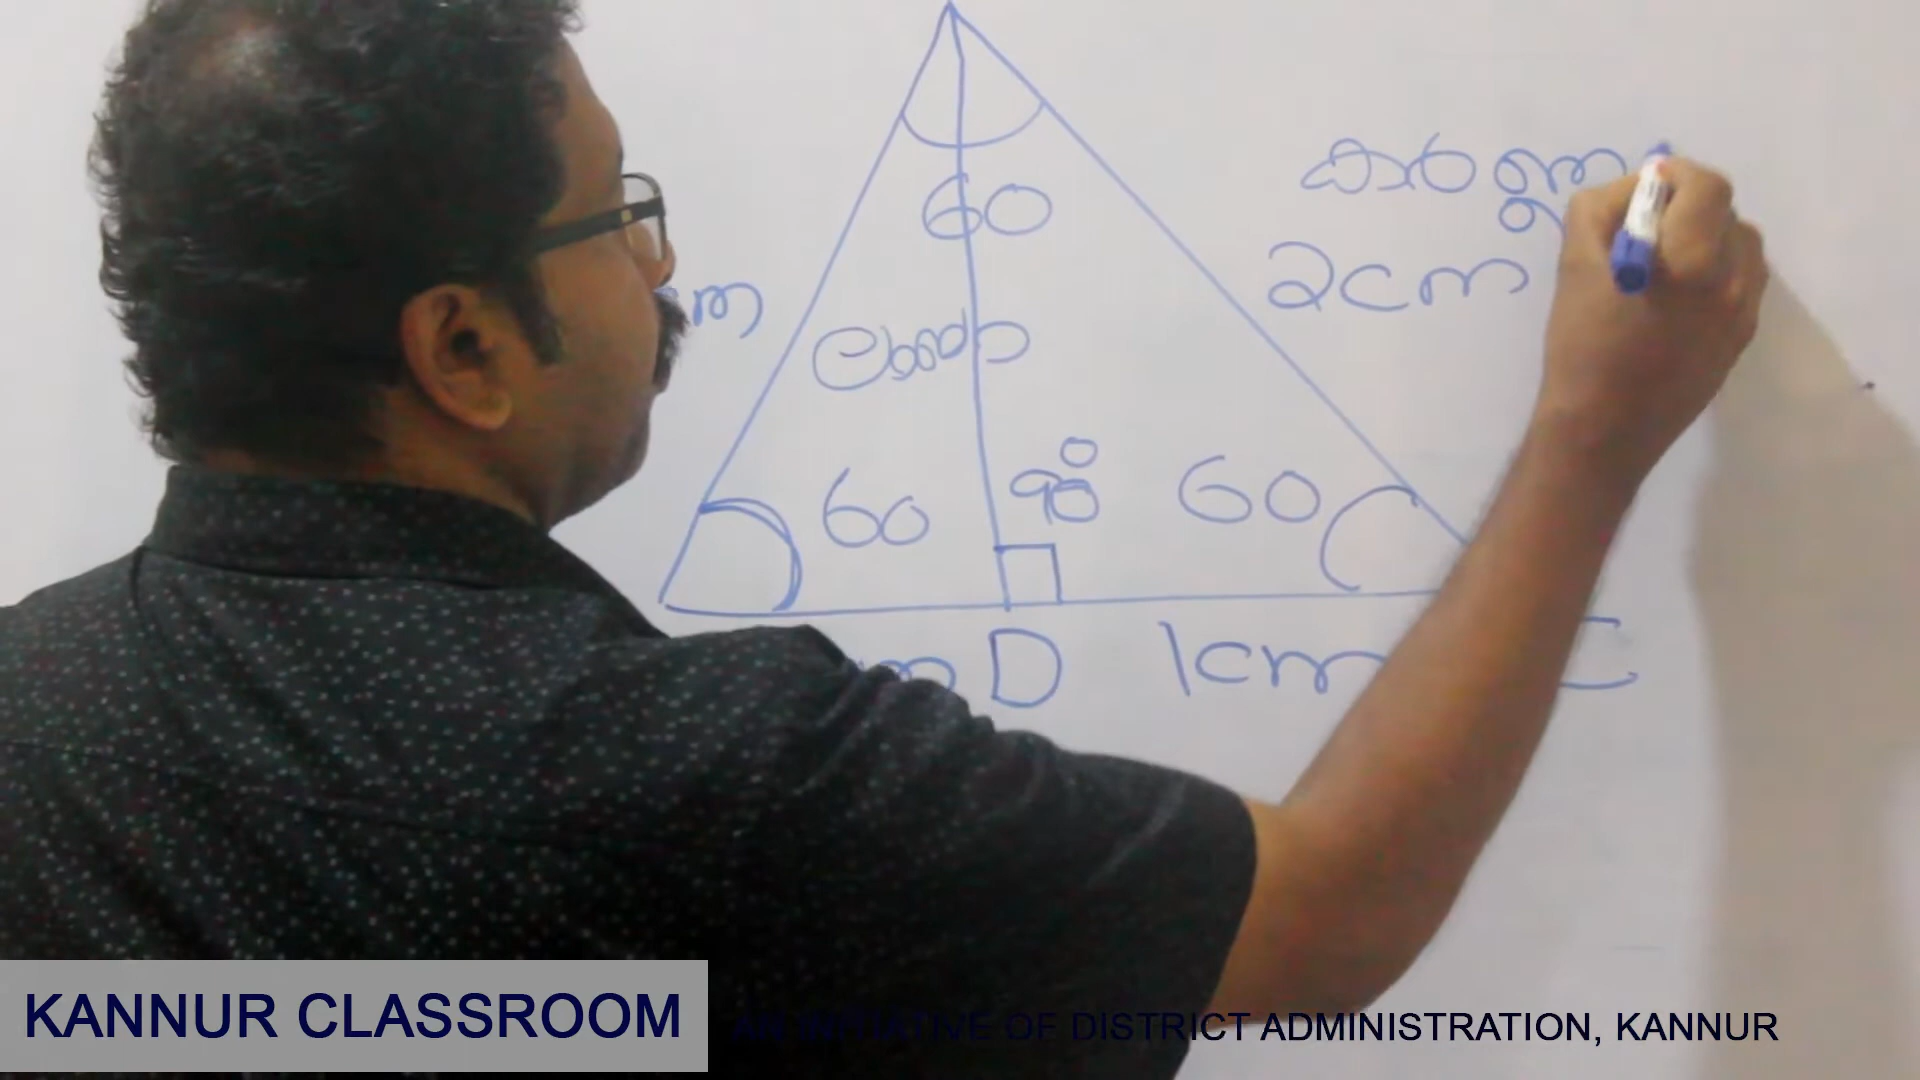 60
കർണ്ണ
2cm
ലംബം
90°
60
60
D
1cm
C
KANNUR CLASSROOM
AN INITIATIVE OF DISTRICT ADMINISTRATION, KANNUR